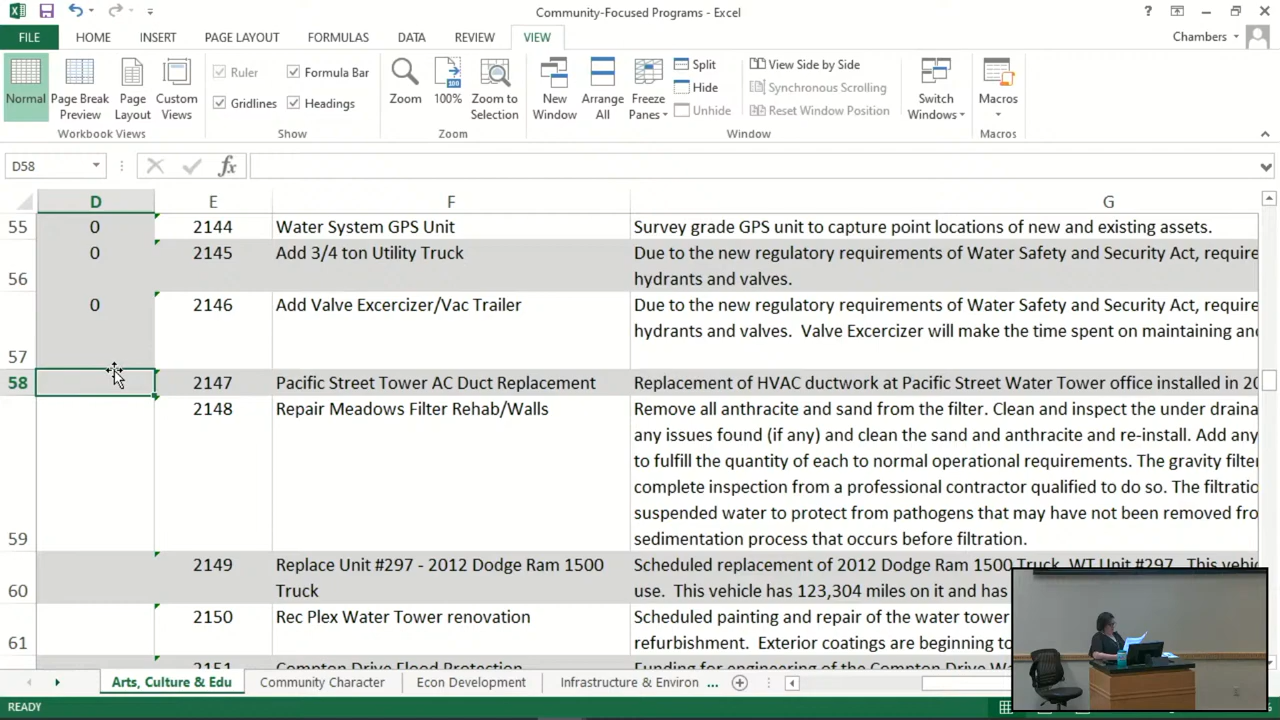 Community-Focused Programs - Excel
?
FILE HOME INSERT PAGE LAYOUT FORMULAS DATA REVIEW VIEW Chambers
Normal
Page Break Preview
Page Layout
Custom Views
Workbook Views
Ruler
Formula Bar
Gridlines
Headings
Show
Zoom
100%
Zoom to Selection
Zoom
New Window
Arrange All
Freeze Panes
Split
Hide
Unhide
View Side by Side
Synchronous Scrolling
Reset Window Position
Window
Switch Windows
Macros
Macros
D58
fx
D E F G
55 0 2144 Water System GPS Unit Survey grade GPS unit to capture point locations of new and existing assets.
56 0 2145 Add 3/4 ton Utility Truck Due to the new regulatory requirements of Water Safety and Security Act, require
hydrants and valves.
57 0 2146 Add Valve Excercizer/Vac Trailer Due to the new regulatory requirements of Water Safety and Security Act, require
hydrants and valves. Valve Excercizer will make the time spent on maintaining an
58 2147 Pacific Street Tower AC Duct Replacement Replacement of HVAC ductwork at Pacific Street Water Tower office installed in 20
59 2148 Repair Meadows Filter Rehab/Walls Remove all anthracite and sand from the filter. Clean and inspect the under draina
any issues found (if any) and clean the sand and anthracite and re-install. Add any
to fulfill the quantity of each to normal operational requirements. The gravity filter
complete inspection from a professional contractor qualified to do so. The filtratio
suspended water to protect from pathogens that may have not been removed fro
sedimentation process that occurs before filtration.
60 2149 Replace Unit #297 - 2012 Dodge Ram 1500 Scheduled replacement of 2012 Dodge Ram 1500 Truck, WT Unit #297. This vehic
Truck use. This vehicle has 123,304 miles on it and has
61 2150 Rec Plex Water Tower renovation Scheduled painting and repair of the water tower
refurbishment. Exterior coatings are beginning to
2151 Compton Drive Flood Protection Funding for engineering of the Compton Drive
Arts, Culture & Edu Community Character Econ Development Infrastructure & Environ ...
READY